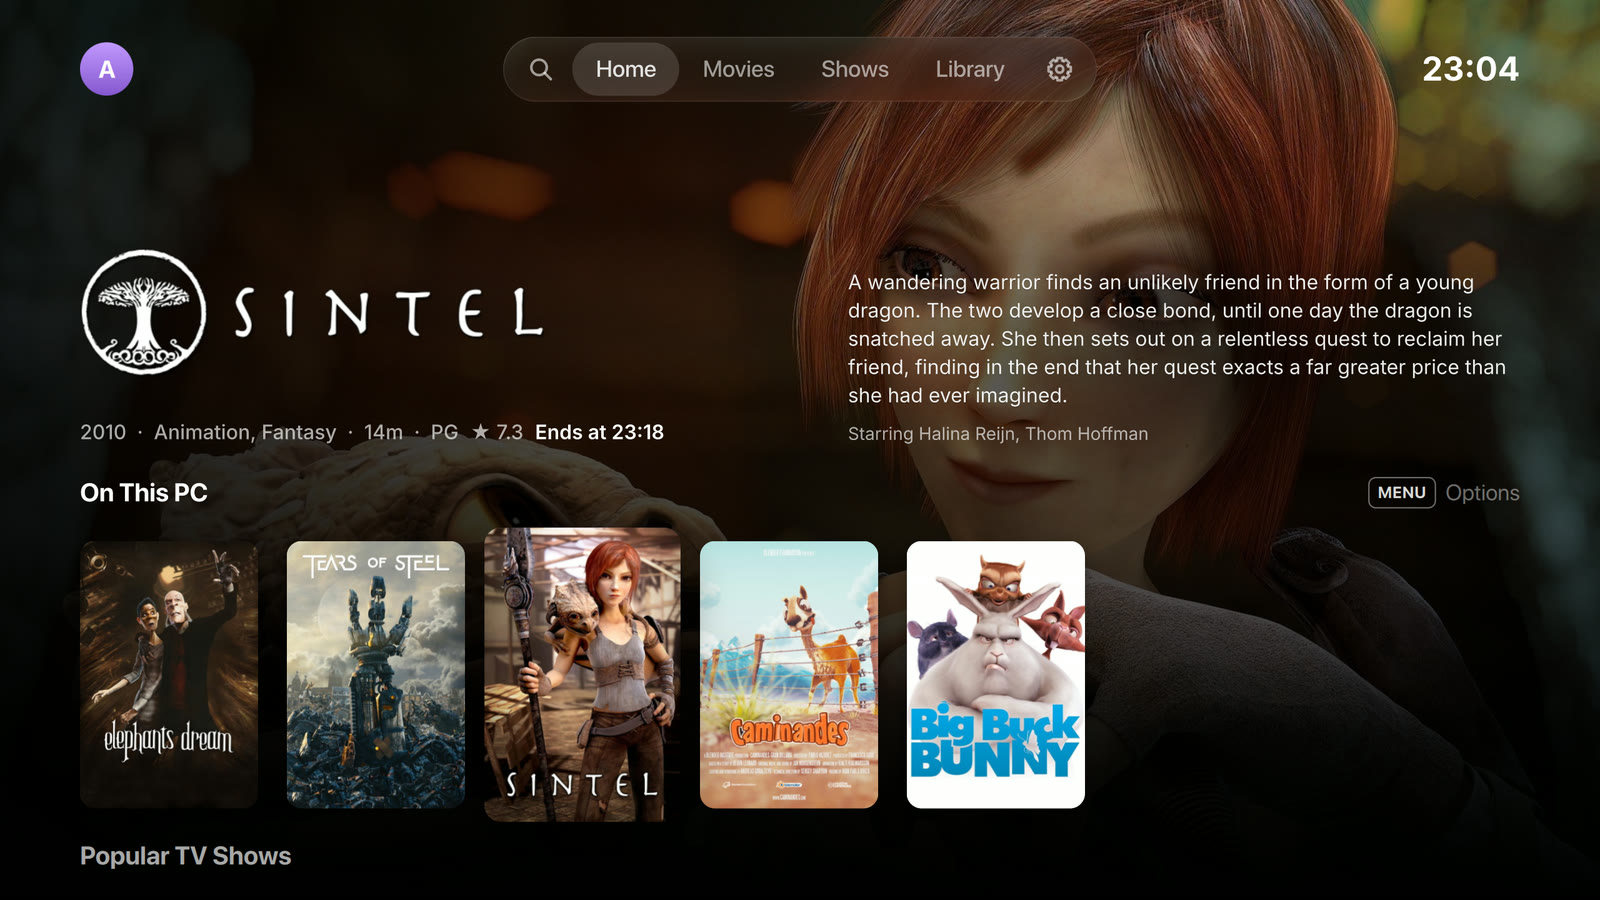 A
Home
Movies
Shows
Library
23:04
SINTEL
A wandering warrior finds an unlikely friend in the form of a young
dragon. The two develop a close bond, until one day the dragon is
snatched away. She then sets out on a relentless quest to reclaim her
friend, finding in the end that her quest exacts a far greater price than
she had ever imagined.
2010 · Animation, Fantasy · 14m · PG ★ 7.3 Ends at 23:18
Starring Halina Reijn, Thom Hoffman
On This PC
MENU Options
elephants dream
TEARS OF STEEL
SINTEL
Caminandes
Big Buck
BUNNY
Popular TV Shows